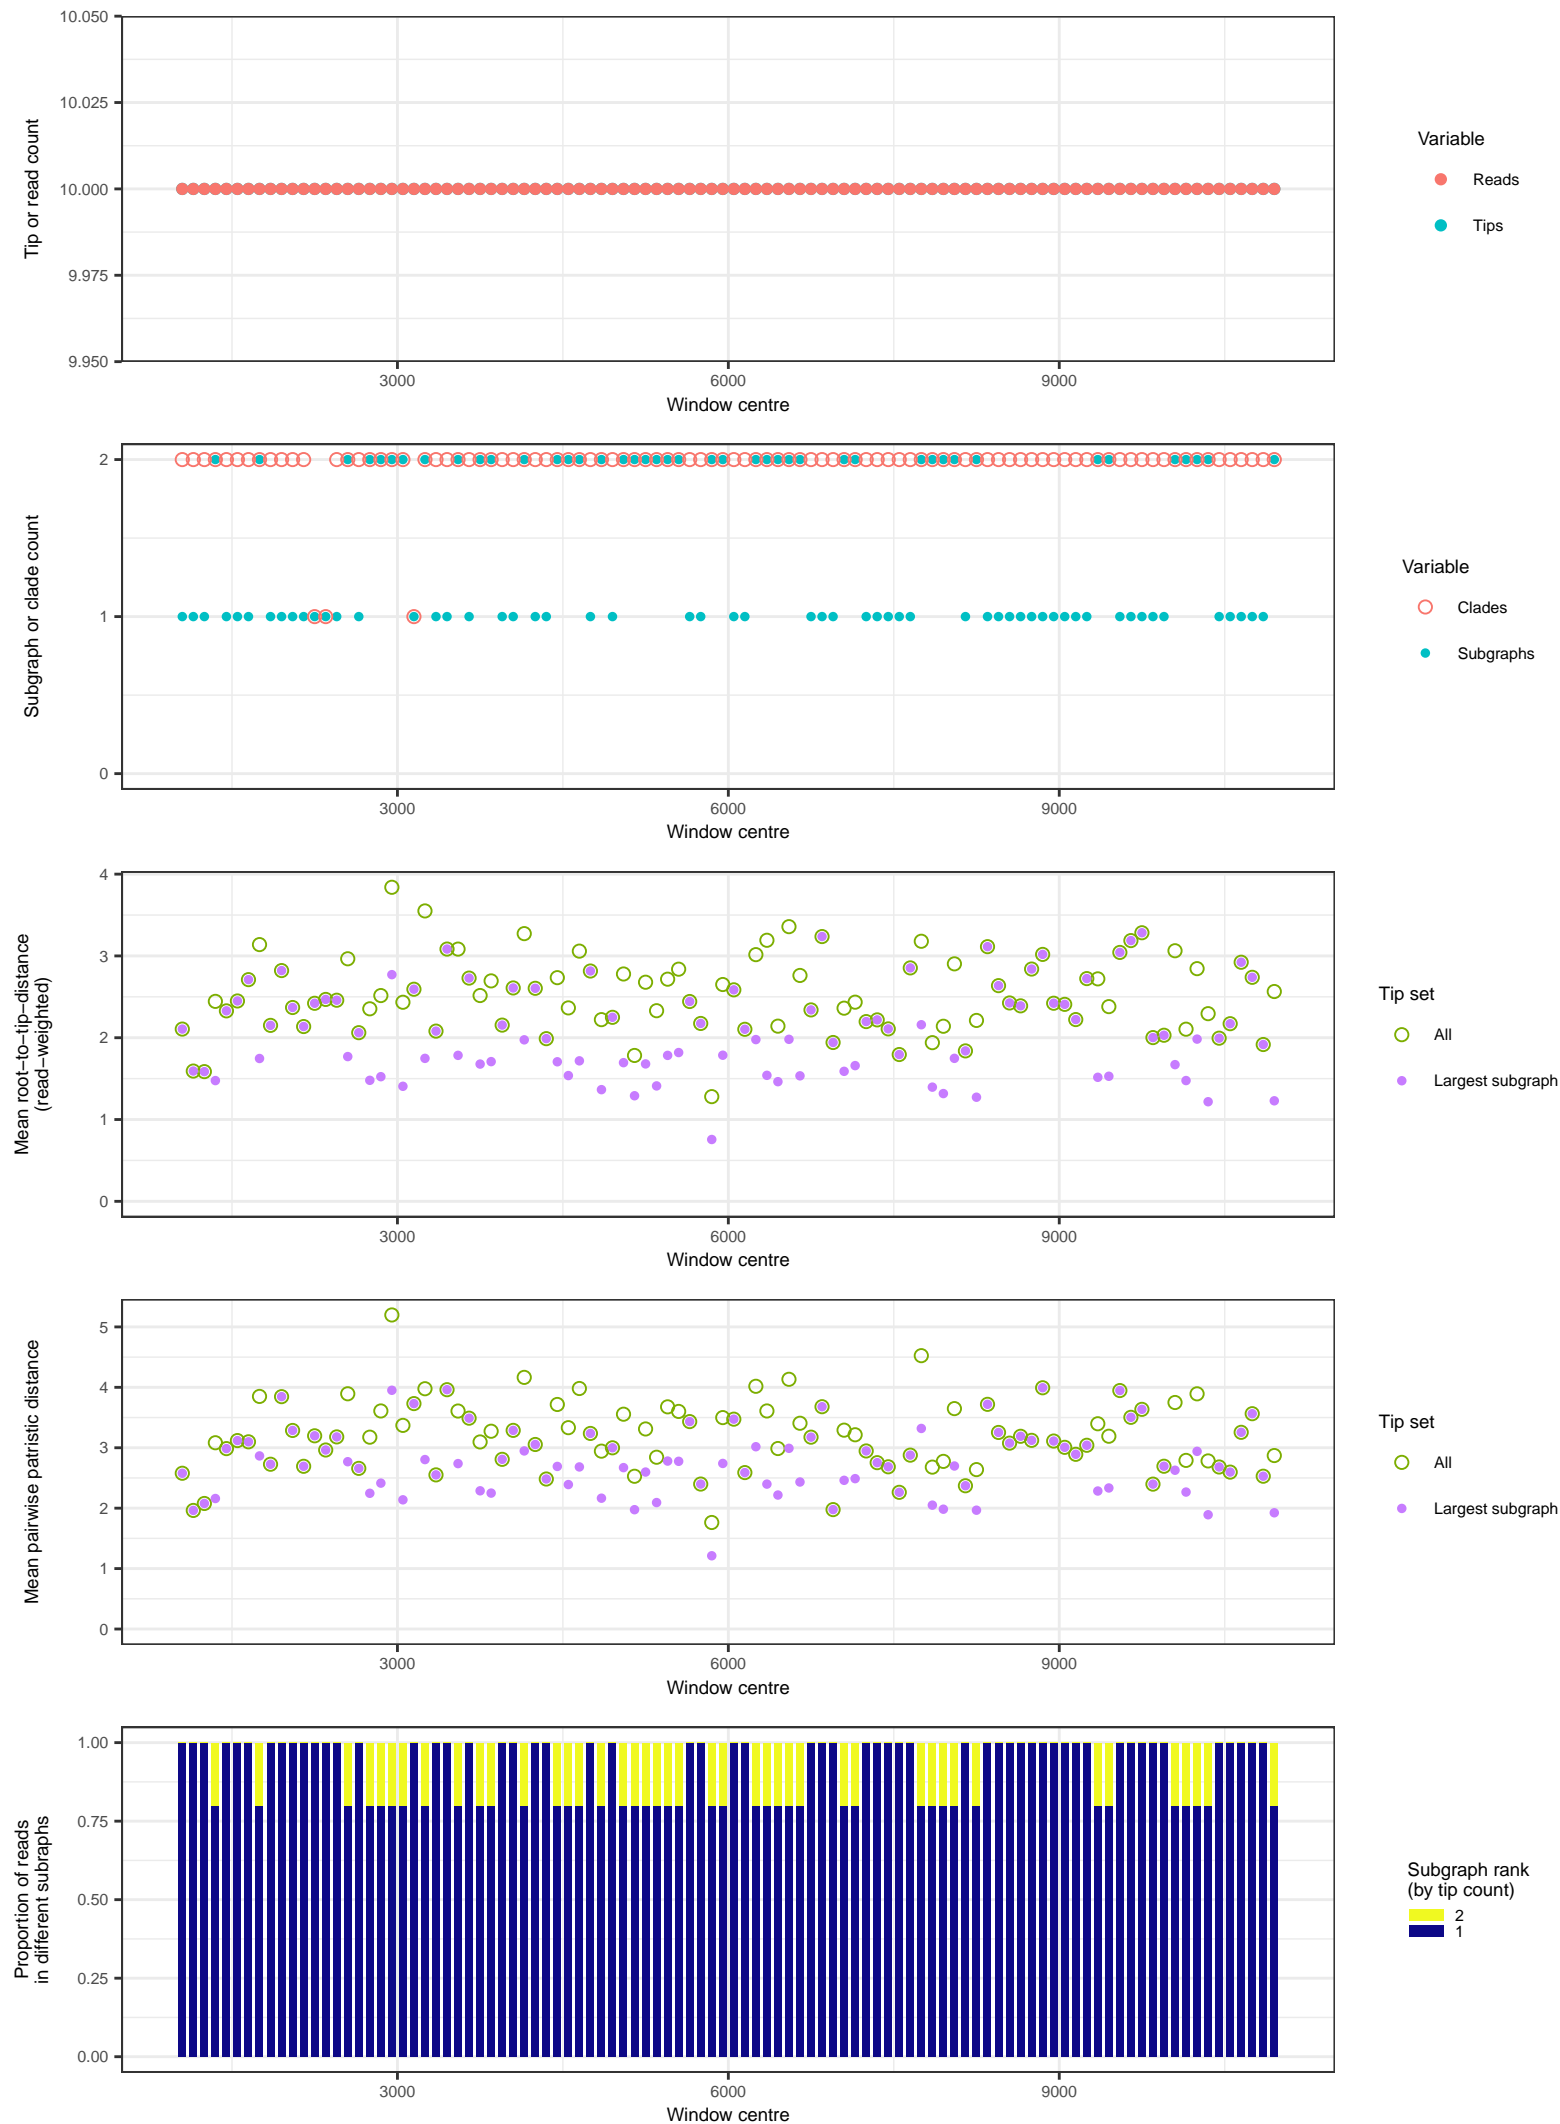 10.050
10.025
10.000
9.975
9.950
Tip or read count
3000 6000 9000
Window centre
Variable
Reads
Tips
2
1
0
Subgraph or clade count
3000 6000 9000
Window centre
Variable
Clades
Subgraphs
4
3
2
1
0
Mean root−to−tip−distance
(read−weighted)
3000 6000 9000
Window centre
Tip set
All
Largest subgraph
5
4
3
2
1
0
Mean pairwise patristic distance
3000 6000 9000
Window centre
Tip set
All
Largest subgraph
1.00
0.75
0.50
0.25
0.00
Proportion of reads
in different subraphs
3000 6000 9000
Window centre
Subgraph rank
(by tip count)
2
1